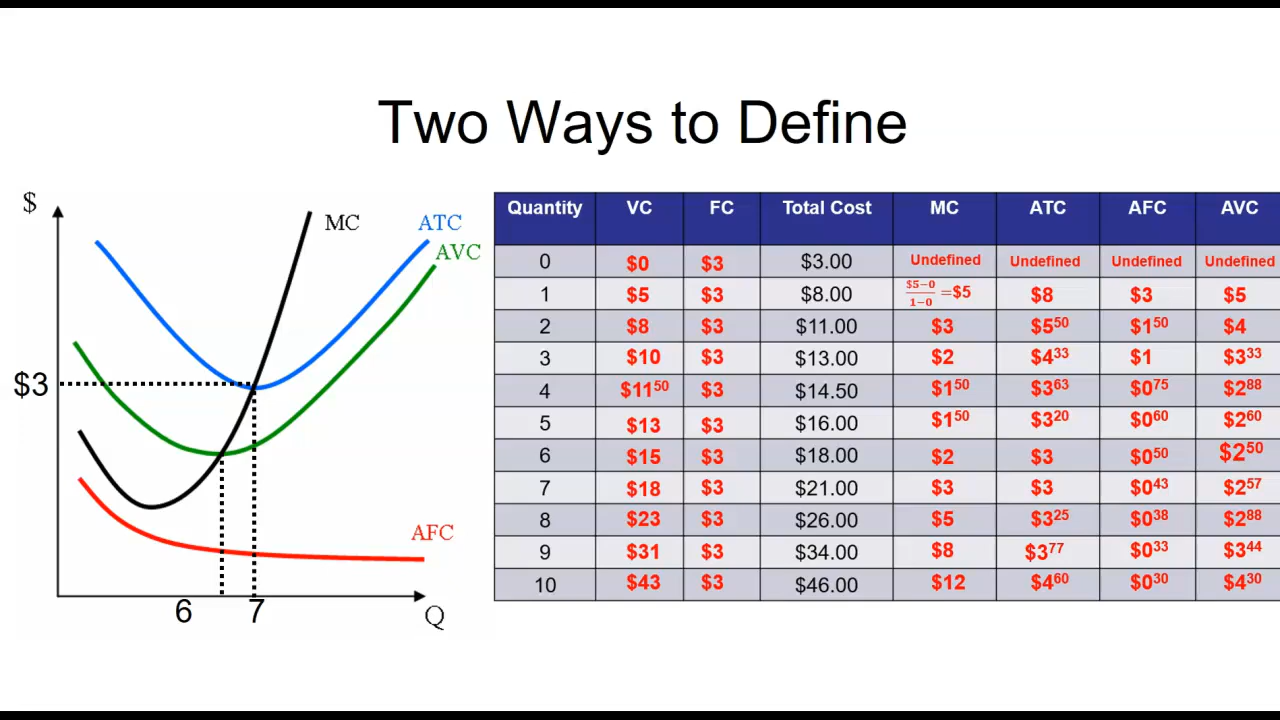 Two Ways to Define
$
MC
ATC
AVC
$3
AFC
6 7
Q
Quantity VC FC Total Cost MC ATC AFC AVC
0 $0 $3 $3.00 Undefined Undefined Undefined Undefined
1 $5 $3 $8.00 $5−0/1−0 =$5 $8 $3 $5
2 $8 $3 $11.00 $3 $5⁵⁰ $1⁵⁰ $4
3 $10 $3 $13.00 $2 $4³³ $1 $3³³
4 $11⁵⁰ $3 $14.50 $1⁵⁰ $3⁶³ $0⁷⁵ $2⁸⁸
5 $13 $3 $16.00 $1⁵⁰ $3²⁰ $0⁶⁰ $2⁶⁰
6 $15 $3 $18.00 $2 $3 $0⁵⁰ $2⁵⁰
7 $18 $3 $21.00 $3 $3 $0⁴³ $2⁵⁷
8 $23 $3 $26.00 $5 $3²⁵ $0³⁸ $2⁸⁸
9 $31 $3 $34.00 $8 $3⁷⁷ $0³³ $3⁴⁴
10 $43 $3 $46.00 $12 $4⁶⁰ $0³⁰ $4³⁰